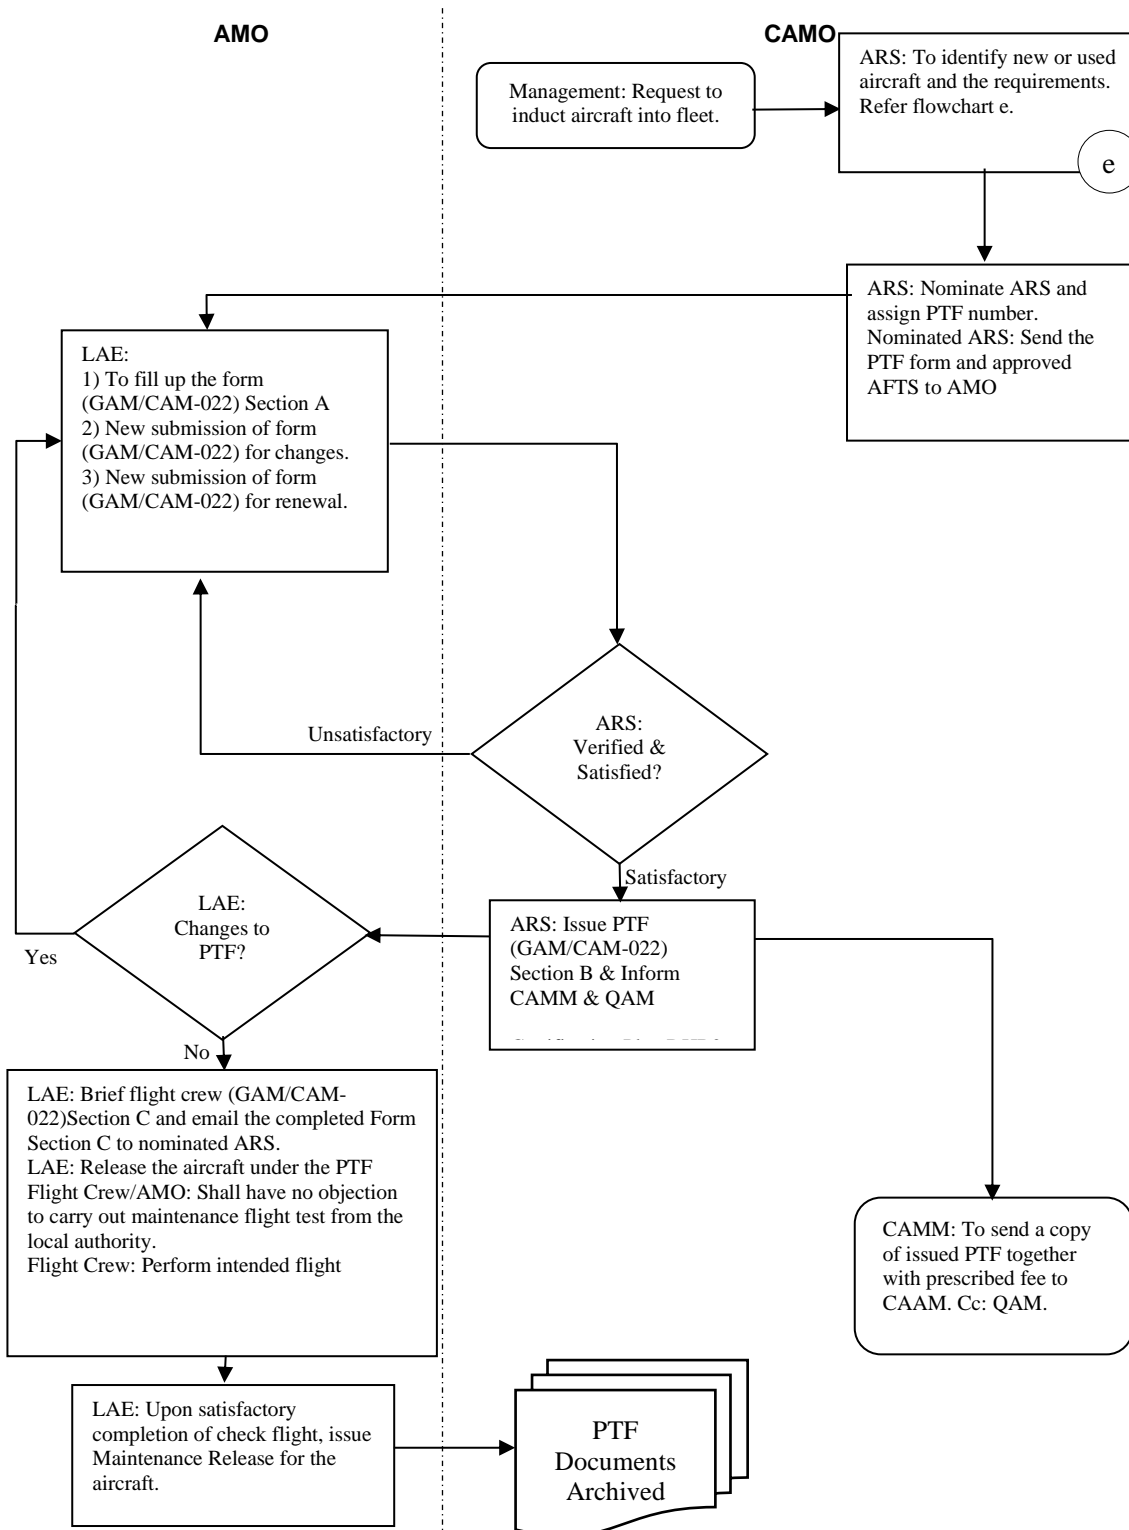 AMO
CAMO
Management: Request to
induct aircraft into fleet.
ARS: To identify new or used
aircraft and the requirements.
Refer flowchart e.
e
ARS: Nominate ARS and
assign PTF number.
Nominated ARS: Send the
PTF form and approved
AFTS to AMO
LAE:
1) To fill up the form
(GAM/CAM-022) Section A
2) New submission of form
(GAM/CAM-022) for changes.
3) New submission of form
(GAM/CAM-022) for renewal.
Unsatisfactory
ARS:
Verified &
Satisfied?
Satisfactory
LAE:
Changes to
PTF?
Yes
No
ARS: Issue PTF
(GAM/CAM-022)
Section B & Inform
CAMM & QAM
LAE: Brief flight crew (GAM/CAM-
022)Section C and email the completed Form
Section C to nominated ARS.
LAE: Release the aircraft under the PTF
Flight Crew/AMO: Shall have no objection
to carry out maintenance flight test from the
local authority.
Flight Crew: Perform intended flight
CAMM: To send a copy
of issued PTF together
with prescribed fee to
CAAM. Cc: QAM.
LAE: Upon satisfactory
completion of check flight, issue
Maintenance Release for the
aircraft.
PTF
Documents
Archived